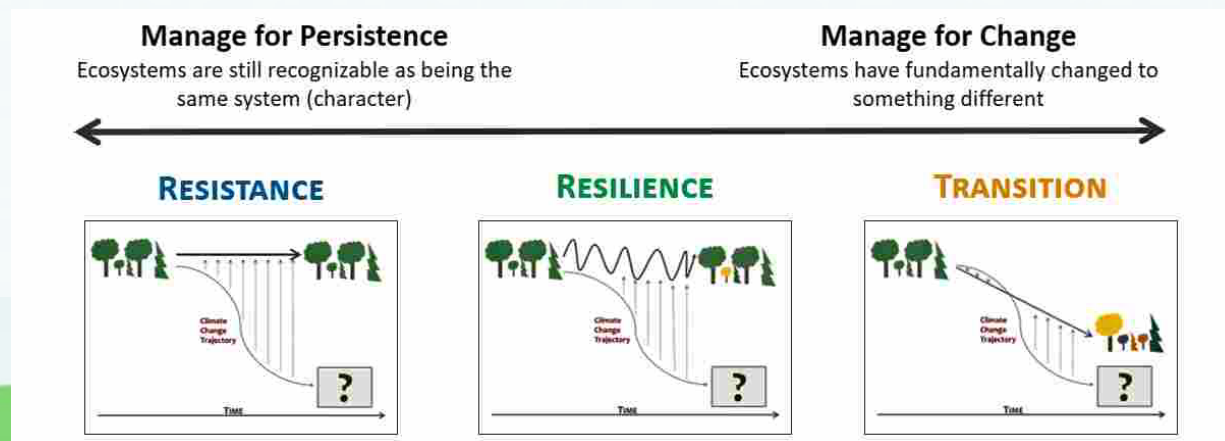 Manage for Persistence
Ecosystems are still recognizable as being the
same system (character)
Manage for Change
Ecosystems have fundamentally changed to
something different
RESISTANCE
Climate
Change
Trajectory
?
TIME
RESILIENCE
Climate
Change
Trajectory
?
TIME
TRANSITION
Climate
Change
Trajectory
?
TIME